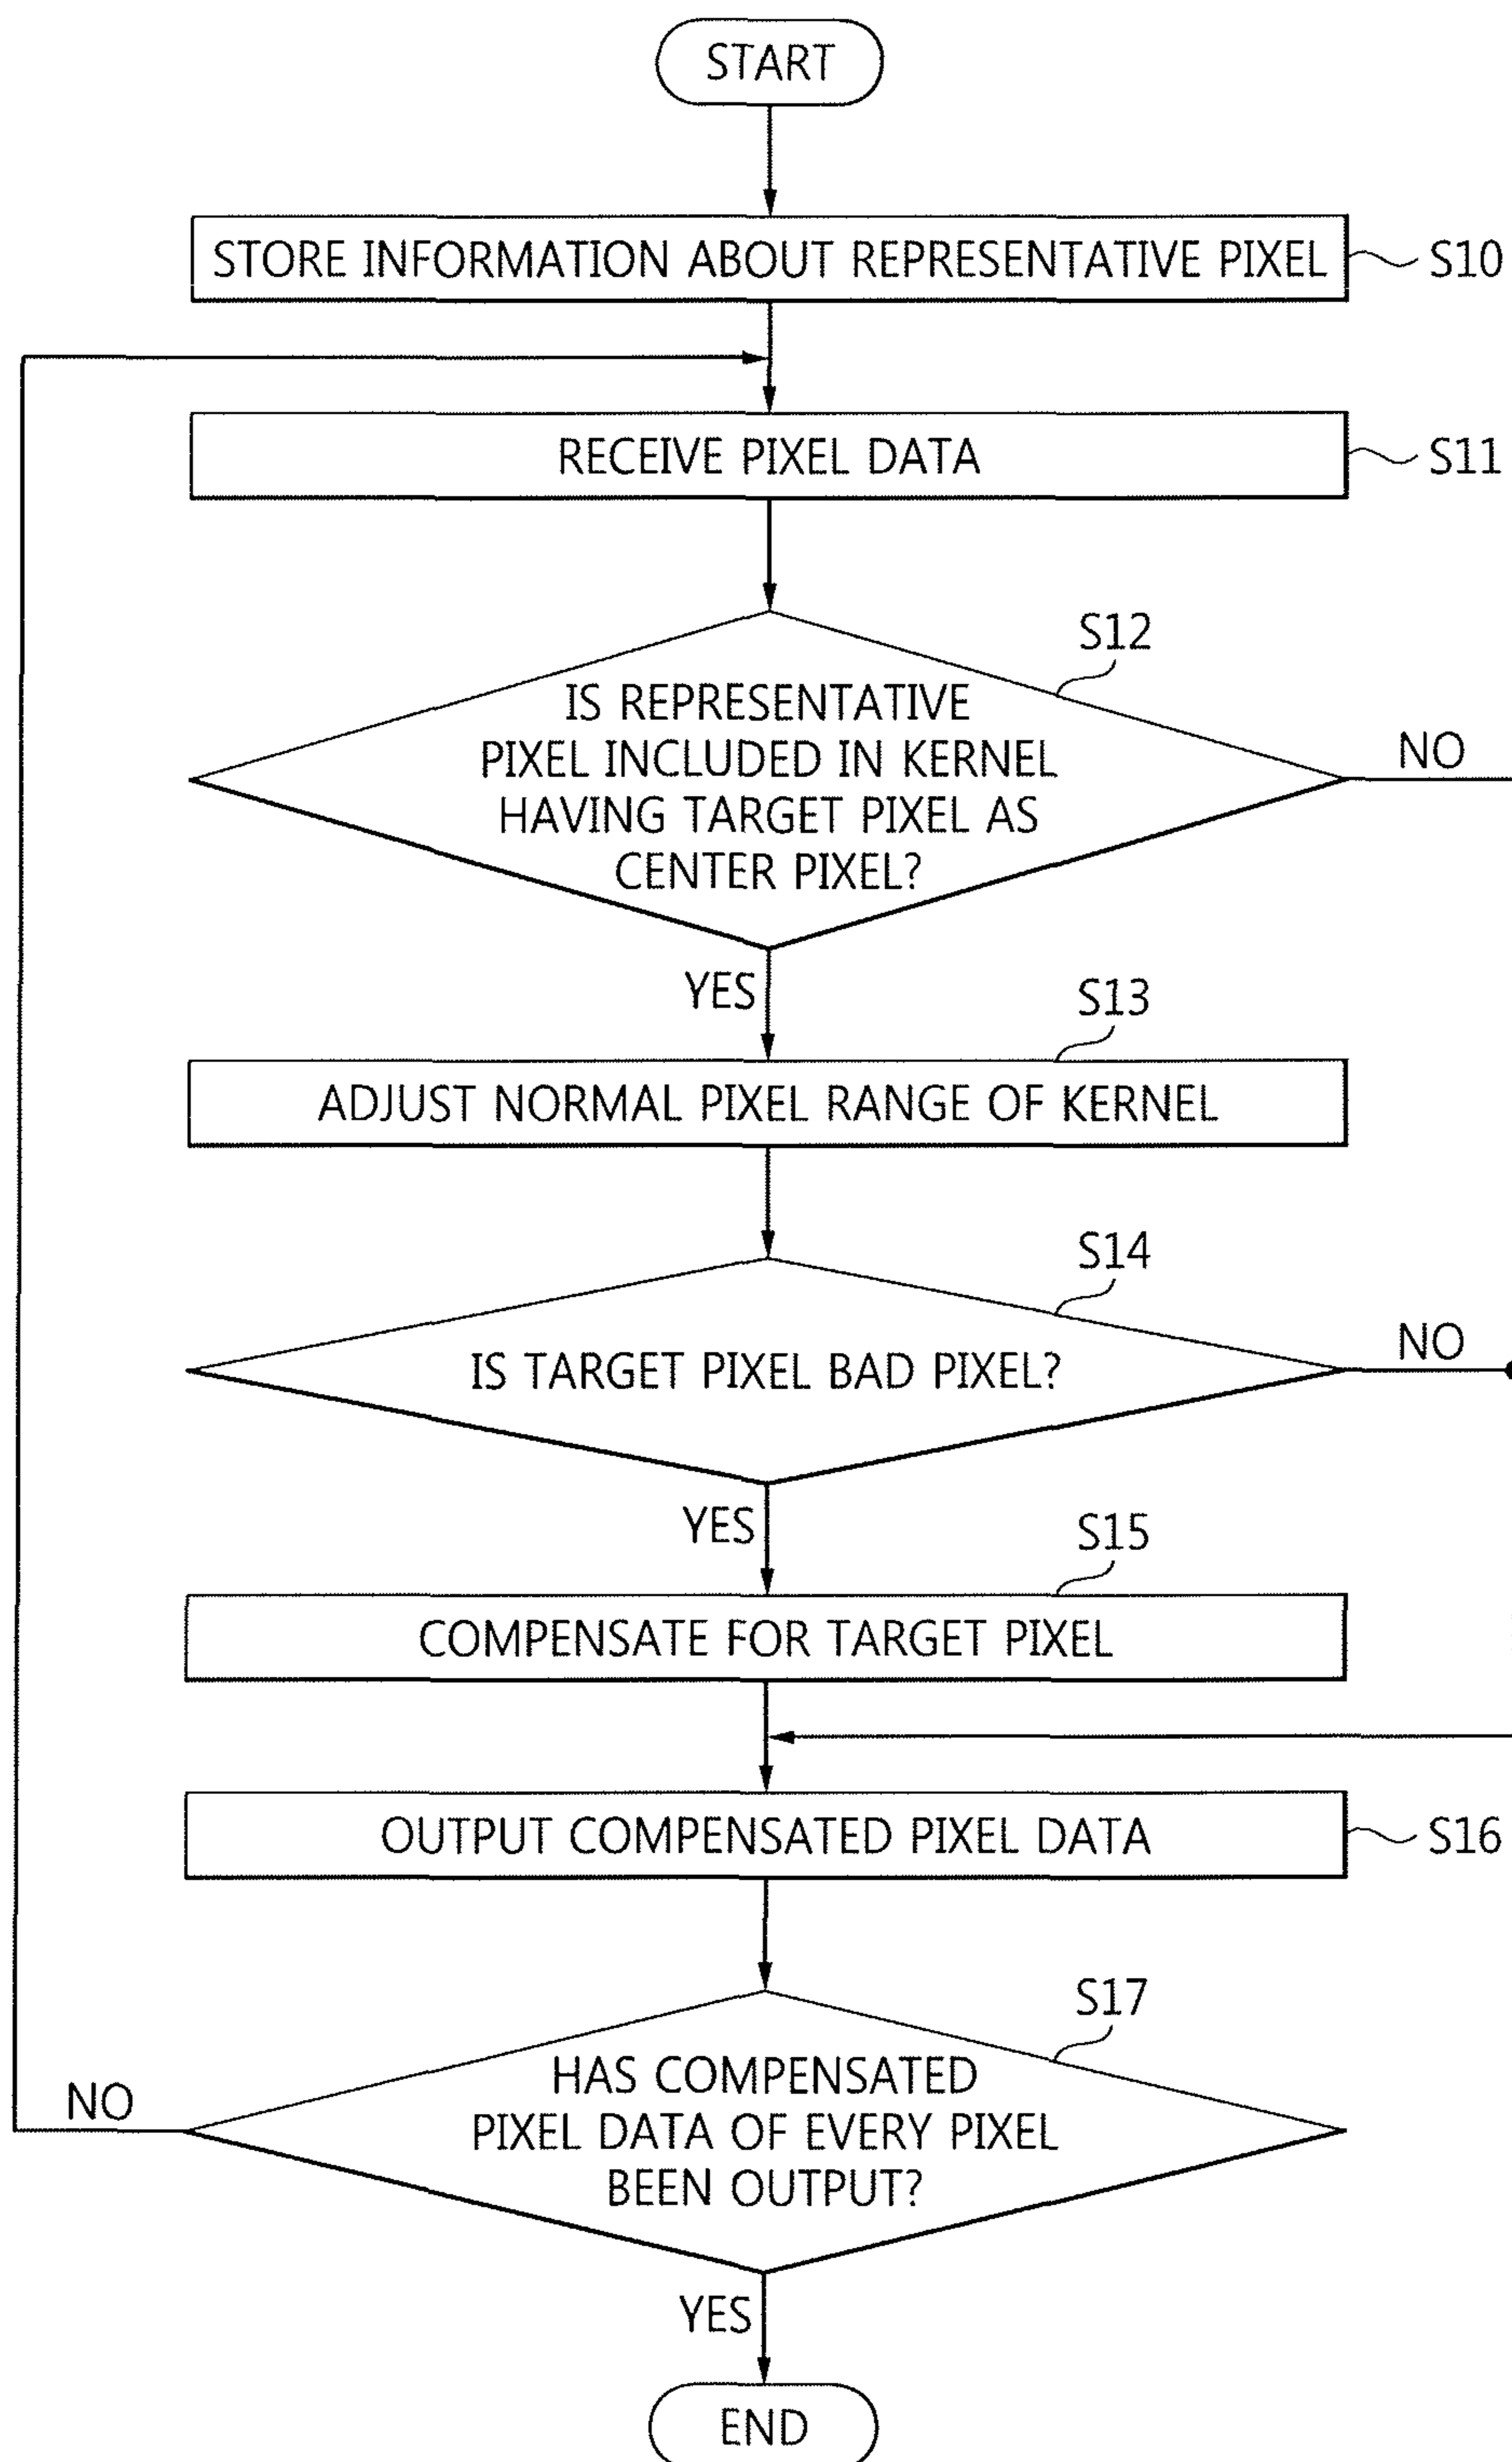 START
STORE INFORMATION ABOUT REPRESENTATIVE PIXEL
S10
RECEIVE PIXEL DATA
S11
S12
IS REPRESENTATIVE
PIXEL INCLUDED IN KERNEL
HAVING TARGET PIXEL AS
CENTER PIXEL?
NO
YES
S13
ADJUST NORMAL PIXEL RANGE OF KERNEL
S14
IS TARGET PIXEL BAD PIXEL?
NO
YES
S15
COMPENSATE FOR TARGET PIXEL
OUTPUT COMPENSATED PIXEL DATA
S16
S17
HAS COMPENSATED
PIXEL DATA OF EVERY PIXEL
BEEN OUTPUT?
NO
YES
END